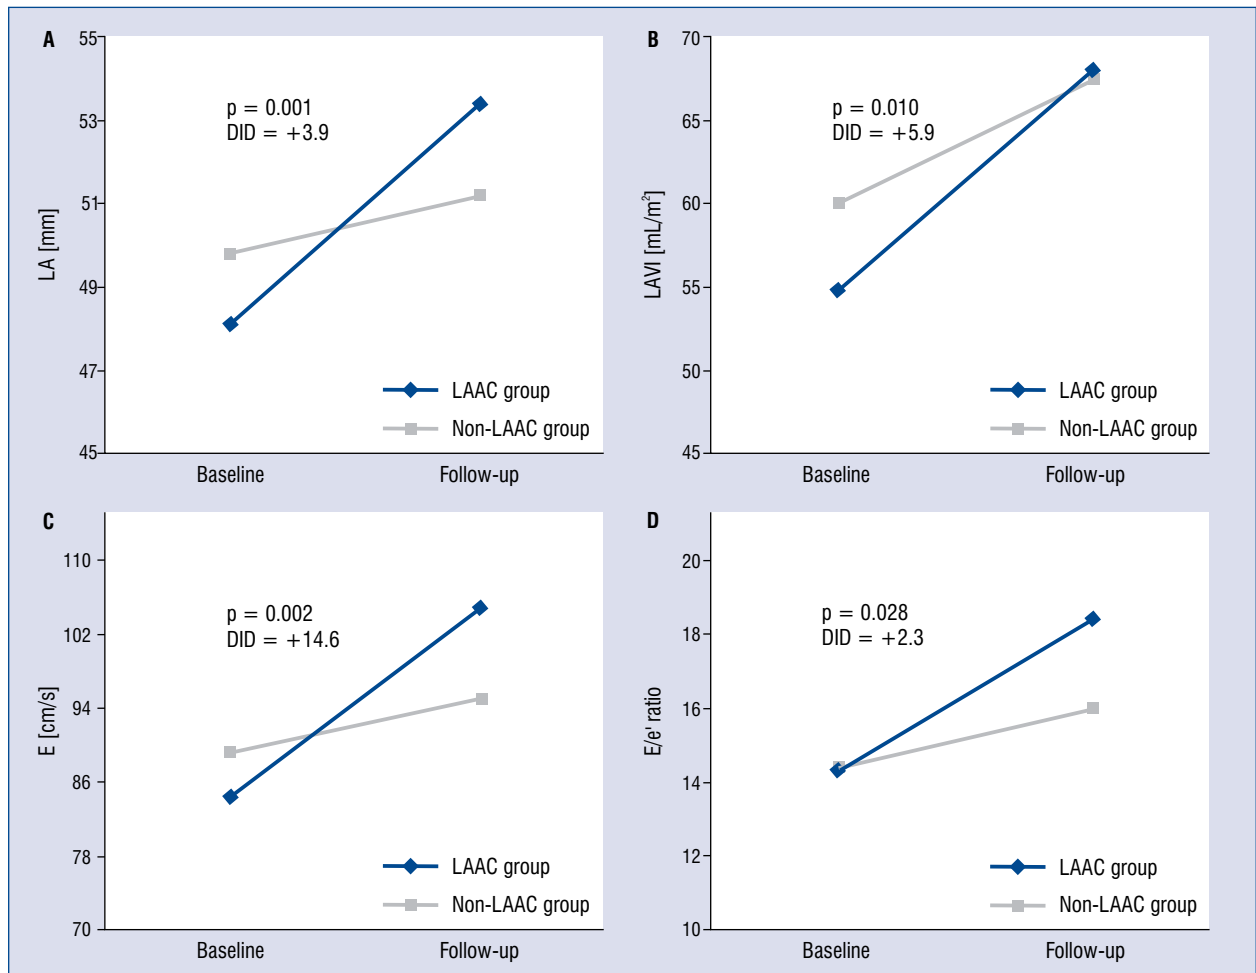 A
55
53
51
49
47
45
LA [mm]
p = 0.001
DID = +3.9
LAAC group
Non-LAAC group
Baseline Follow-up
B
70
65
60
55
50
45
LAVI [mL/m²]
p = 0.010
DID = +5.9
LAAC group
Non-LAAC group
Baseline Follow-up
C
110
102
94
86
78
70
E [cm/s]
p = 0.002
DID = +14.6
LAAC group
Non-LAAC group
Baseline Follow-up
D
20
18
16
14
12
10
E/e' ratio
p = 0.028
DID = +2.3
LAAC group
Non-LAAC group
Baseline Follow-up